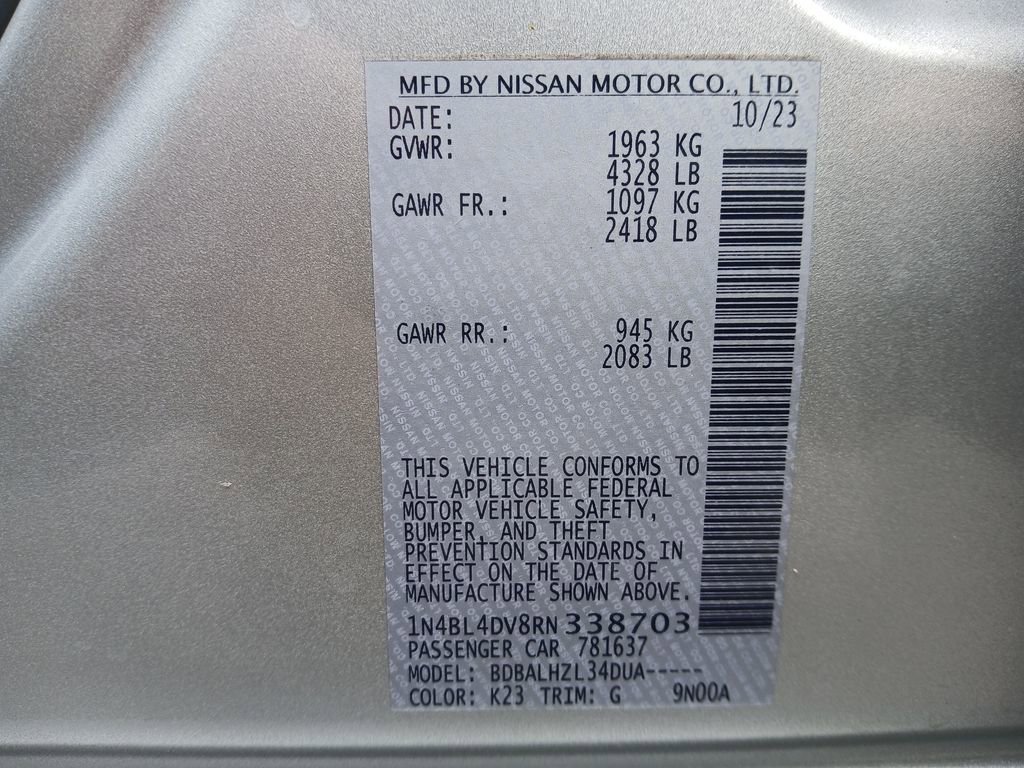 MFD BY NISSAN MOTOR CO., LTD.
DATE: 10/23
GVWR: 1963 KG
4328 LB
GAWR FR.: 1097 KG
2418 LB
GAWR RR.: 945 KG
2083 LB
THIS VEHICLE CONFORMS TO
ALL APPLICABLE FEDERAL
MOTOR VEHICLE SAFETY,
BUMPER, AND THEFT
PREVENTION STANDARDS IN
EFFECT ON THE DATE OF
MANUFACTURE SHOWN ABOVE.
1N4BL4DV8RN338703
PASSENGER CAR 781637
MODEL: BDBALHZL34DUA-----
COLOR: K23 TRIM: G 9N00A